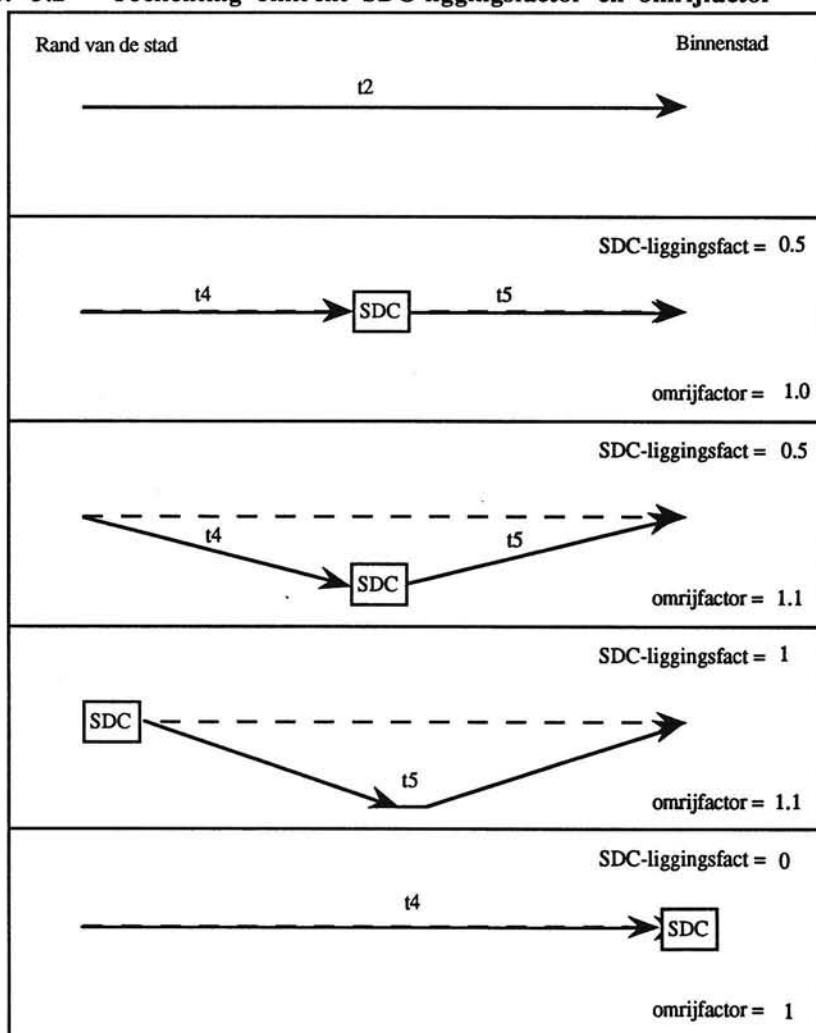 SDC-liggingsfactor en omrijfactor
Rand van de stad Binnenstad
t2
SDC-liggingsfact = 0.5
t4 SDC t5
omrijfactor = 1.0
SDC-liggingsfact = 0.5
t4 t5
SDC
omrijfactor = 1.1
SDC-liggingsfact = 1
SDC
t5
omrijfactor = 1.1
SDC-liggingsfact = 0
t4
SDC
omrijfactor = 1